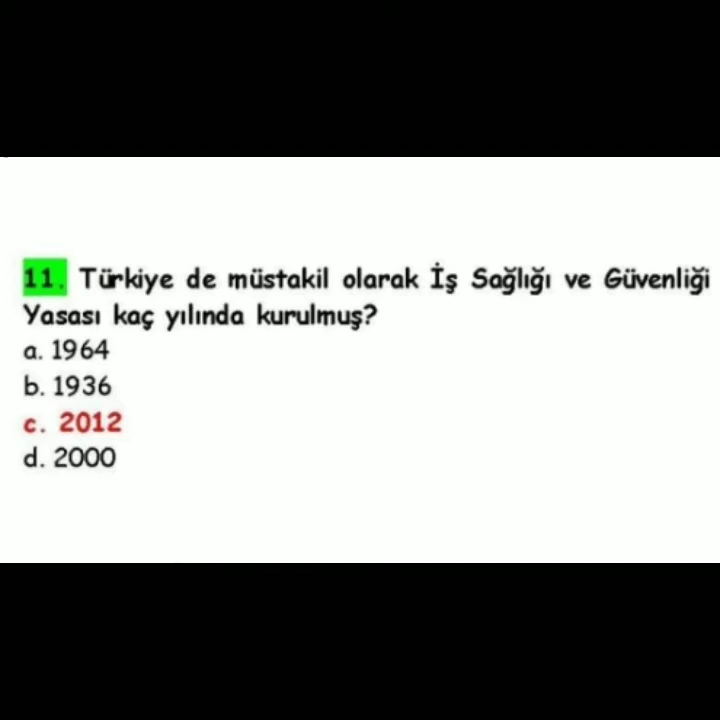 11. Türkiye de müstakil olarak İş Sağlığı ve Güvenliği
Yasası kaç yılında kurulmuş?
a. 1964
b. 1936
c. 2012
d. 2000